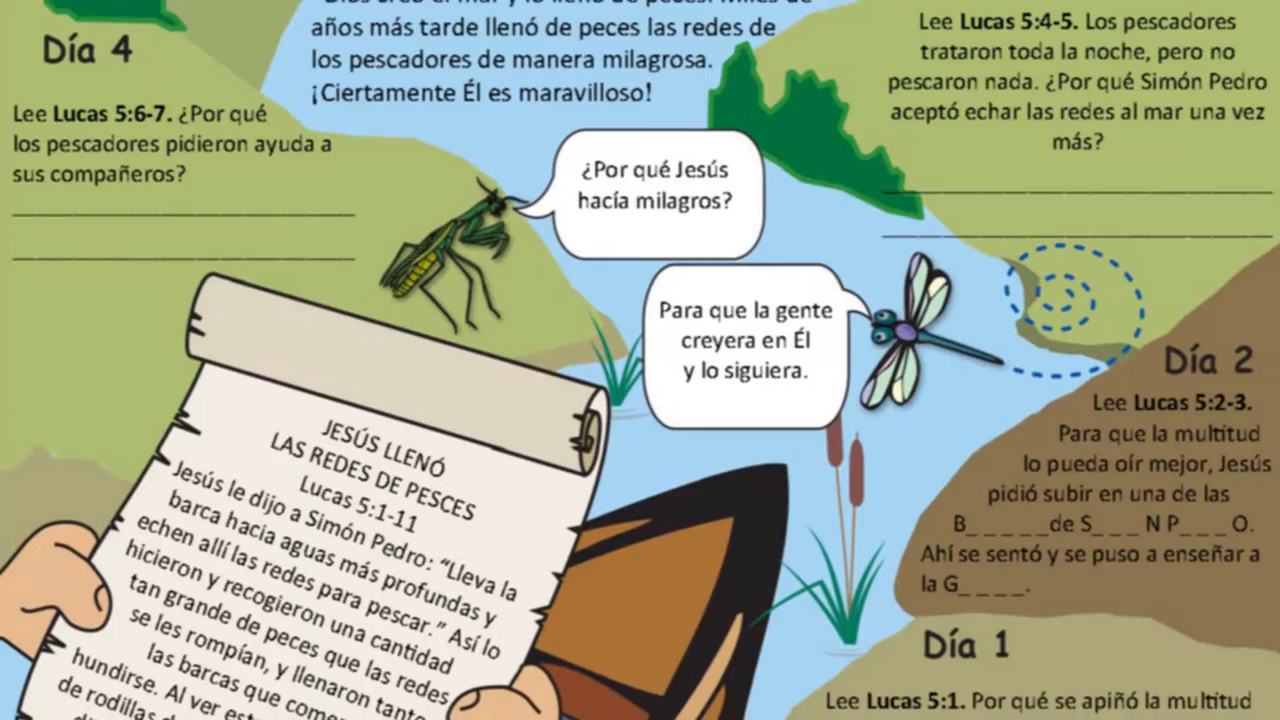 Día 4
Lee Lucas 5:6-7. ¿Por qué
los pescadores pidieron ayuda a
sus compañeros?
años más tarde llenó de peces las redes de
los pescadores de manera milagrosa.
¡Ciertamente Él es maravilloso!
Lee Lucas 5:4-5. Los pescadores
trataron toda la noche, pero no
pescaron nada. ¿Por qué Simón Pedro
aceptó echar las redes al mar una vez
más?
¿Por qué Jesús
hacía milagros?
Para que la gente
creyera en Él
y lo siguiera.
Día 2
Lee Lucas 5:2-3.
Para que la multitud
lo pueda oír mejor, Jesús
pidió subir en una de las
B_ _ _ _ _ de S_ _ _ N P_ _ _ O.
Ahí se sentó y se puso a enseñar a
la G_ _ _ _.
JESÚS LLENÓ
LAS REDES DE PESCES
Lucas 5:1-11
Jesús le dijo a Simón Pedro: “Lleva la
barca hacia aguas más profundas y
echen allí las redes para pescar.” Así lo
hicieron y recogieron una cantidad
tan grande de peces que las redes
se les rompían, y llenaron tanto
las barcas que
hundirse. Al ver
de rodillas
Día 1
Lee Lucas 5:1. Por qué se apiñó la multitud